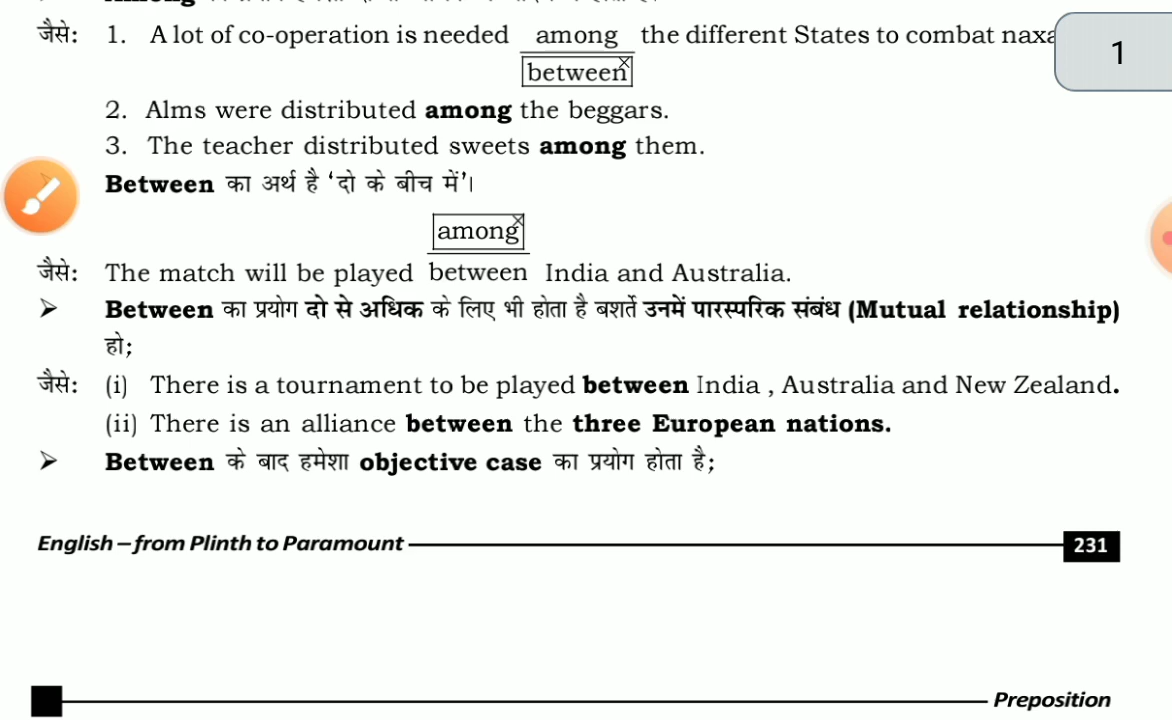 जैसे: 1. A lot of co-operation is needed among the different States to combat
1
between
2. Alms were distributed among the beggars.
3. The teacher distributed sweets among them.
Between का अर्थ है ‘दो के बीच में’।
among
जैसे: The match will be played between India and Australia.
➢ Between का प्रयोग दो से अधिक के लिए भी होता है बशर्ते उनमें पारस्परिक संबंध (Mutual relationship)
हो;
जैसे: (i) There is a tournament to be played between India , Australia and New Zealand.
(ii) There is an alliance between the three European nations.
➢ Between के बाद हमेशा objective case का प्रयोग होता है;
English – from Plinth to Paramount 231
Preposition